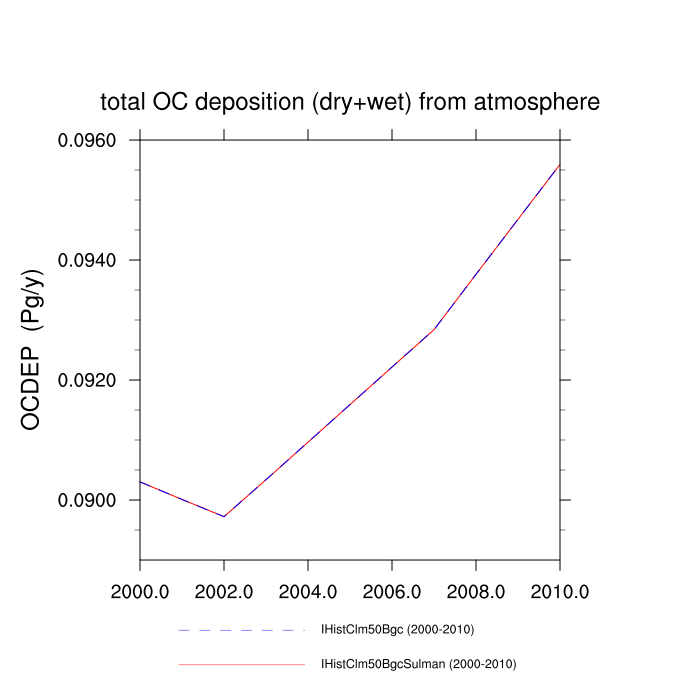 total OC deposition (dry+wet) from atmosphere
0.0960
0.0940
0.0920
0.0900
OCDEP (Pg/y)
2000.0 2002.0 2004.0 2006.0 2008.0 2010.0
IHistClm50Bgc (2000-2010)
IHistClm50BgcSulman (2000-2010)